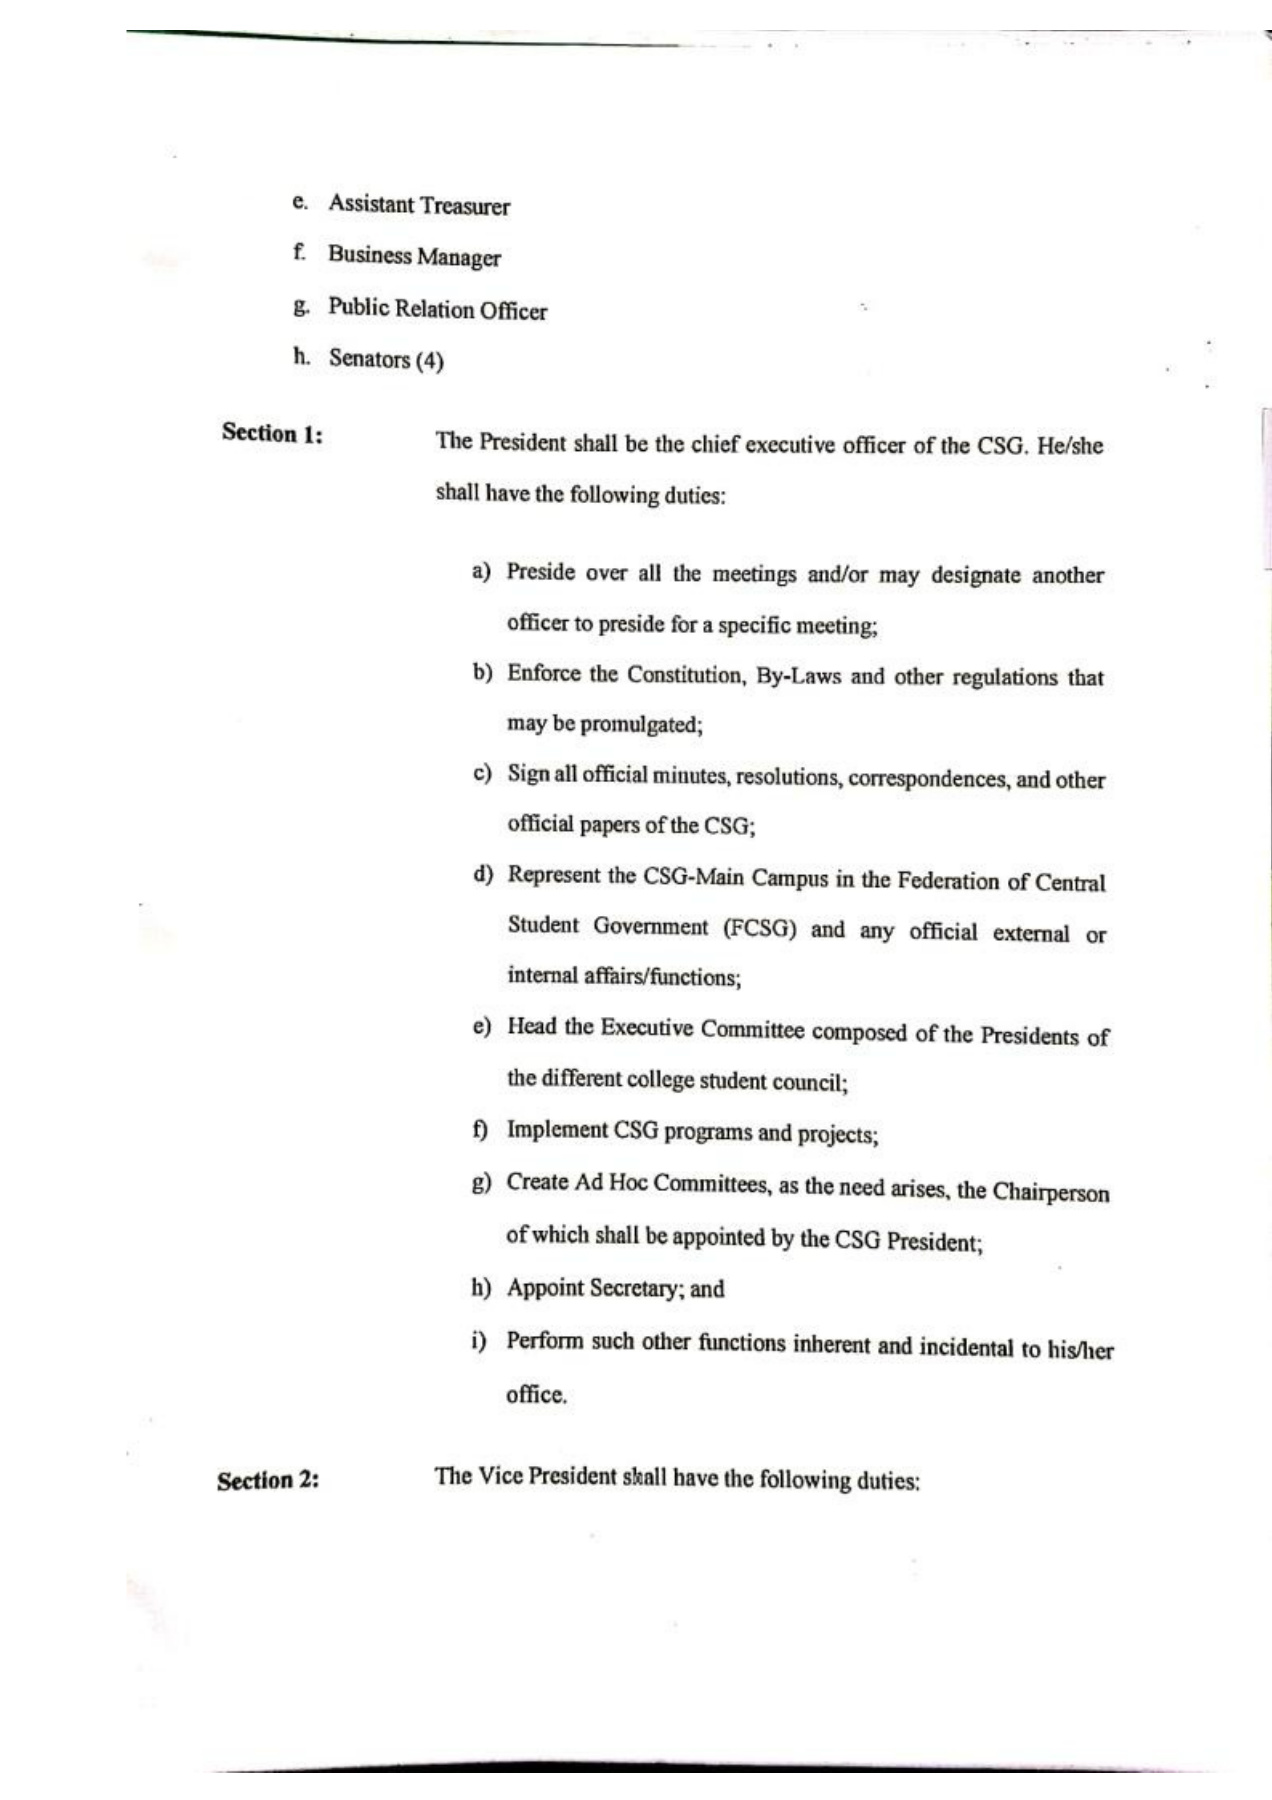 e. Assistant Treasurer
f. Business Manager
g. Public Relation Officer
h. Senators (4)
Section 1:
The President shall be the chief executive officer of the CSG. He/she
shall have the following duties:
a) Preside over all the meetings and/or may designate another
officer to preside for a specific meeting;
b) Enforce the Constitution, By-Laws and other regulations that
may be promulgated;
c) Sign all official minutes, resolutions, correspondences, and other
official papers of the CSG;
d) Represent the CSG-Main Campus in the Federation of Central
Student Government (FCSG) and any official external or
internal affairs/functions;
e) Head the Executive Committee composed of the Presidents of
the different college student council;
f) Implement CSG programs and projects;
g) Create Ad Hoc Committees, as the need arises, the Chairperson
of which shall be appointed by the CSG President;
h) Appoint Secretary; and
i) Perform such other functions inherent and incidental to his/her
office.
Section 2:
The Vice President shall have the following duties: